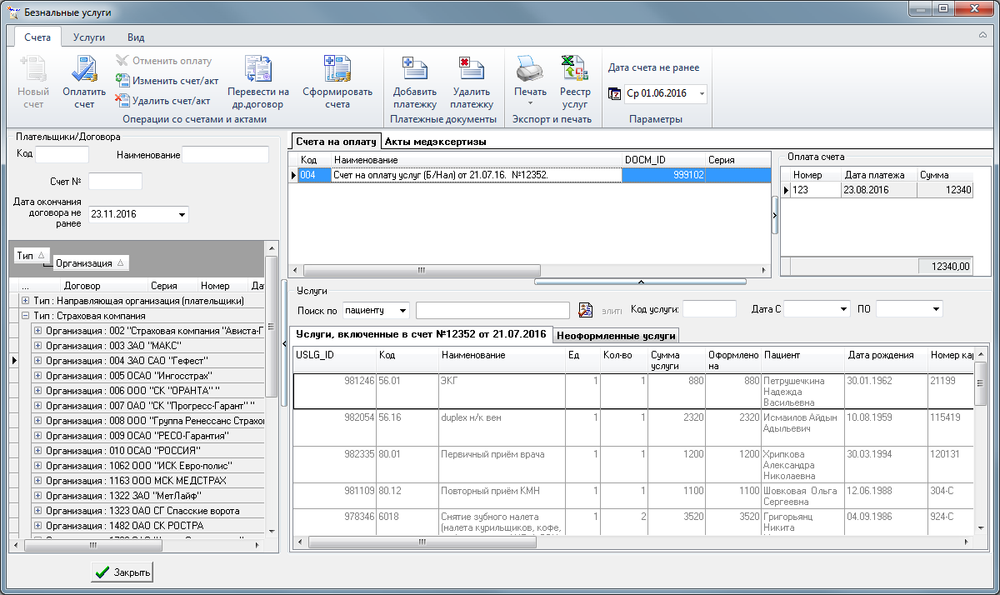 Безнальные услуги
Счета Услуги Вид
Новый счет
Оплатить счет
Отменить оплату
Изменить счет/акт
Удалить счет/акт
Перевести на др.договор
Сформировать счета
Операции со счетами и актами
Добавить платежку
Удалить платежку
Платежные документы
Печать
Реестр услуг
Экспорт и печать
Дата счета не ранее
Ср 01.06.2016
Параметры
Плательщики/Договора
Код
Наименование
Счет №
Дата окончания
договора не
ранее
23.11.2016
Тип
Организация
... Договор Серия Номер
Тип : Направляющая организация (плательщики)
Тип : Страховая компания
Организация : 002 "Страховая компания "Ависта-Г
Организация : 003 ЗАО "МАКС"
Организация : 004 ЗАО САО "Гефест"
Организация : 005 ОСАО "Ингосстрах"
Организация : 006 ООО "СК "ОРАНТА" "
Организация : 007 ОАО "СК "Прогресс-Гарант" "
Организация : 008 ООО "Группа Ренессанс Страхо
Организация : 009 ОСАО "РЕСО-Гарантия"
Организация : 010 ОСАО "РОССИЯ"
Организация : 1062 ООО "ИСК Евро-полис"
Организация : 1163 ООО МСК МЕДСТРАХ
Организация : 1322 ЗАО "МетЛайф"
Организация : 1323 ОАО СГ Спасские ворота
Организация : 1482 ОАО СК РОСТРА
Закрыть
Счета на оплату Акты медэксертизы
Код Наименование DOCM_ID Серия
004 Счет на оплату услуг (Б/Нал) от 21.07.16. №12352. 999102
Оплата счета
Номер Дата платежа Сумма
123 23.08.2016 12340
12340,00
Услуги
Поиск по пациенту
Код услуги:
Дата С
ПО
Услуги, включенные в счет №12352 от 21.07.2016 Неоформленные услуги
USLG_ID Код Наименование Ед Кол-во Сумма услуги Оформлено на Пациент Дата рождения Номер кар
981246 56.01 ЭКГ 1 1 880 880 Петрушечкина Надежда Васильевна 30.01.1962 21199
982054 56.16 duplex н/к вен 1 1 2320 2320 Исмаилов Айдын Адыльевич 10.08.1959 115419
982335 80.01 Первичный приём врача 1 1 1200 1200 Хрипкова Александра Николаевна 30.03.1994 120131
981109 80.12 Повторный приём КМН 1 1 1100 1100 Шовковая Ольга Сергеевна 12.06.1988 304-С
978346 6018 Снятие зубного налета (налета курильщиков, кофе, 1 2 3520 3520 Григорьянц Никита 04.09.1986 924-С